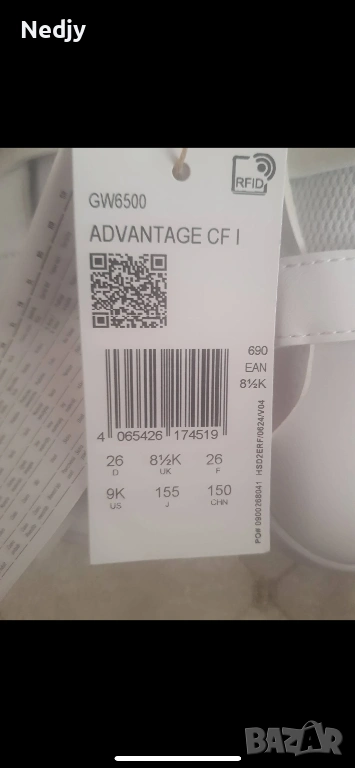 Nedjy
RFID
GW6500
ADVANTAGE CF I
690
EAN
8½K
4 065426 174519
26 8½K 26
D UK F
9K 155 150
US J CHN
PO# 0900268041 HSD2ERF/0624/V04
BAZAR